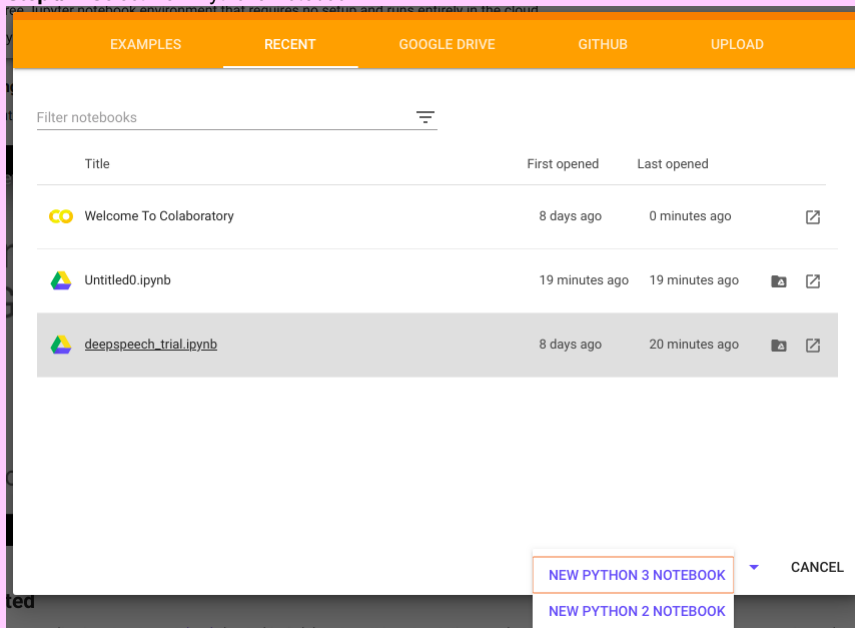 ree Jupyter notebook environment that requires no setup and runs entirely in the cloud.
EXAMPLES RECENT GOOGLE DRIVE GITHUB UPLOAD
Filter notebooks
Title First opened Last opened
CO Welcome To Colaboratory 8 days ago 0 minutes ago
Untitled0.ipynb 19 minutes ago 19 minutes ago
deepspeech_trial.ipynb 8 days ago 20 minutes ago
NEW PYTHON 3 NOTEBOOK CANCEL
ted
NEW PYTHON 2 NOTEBOOK